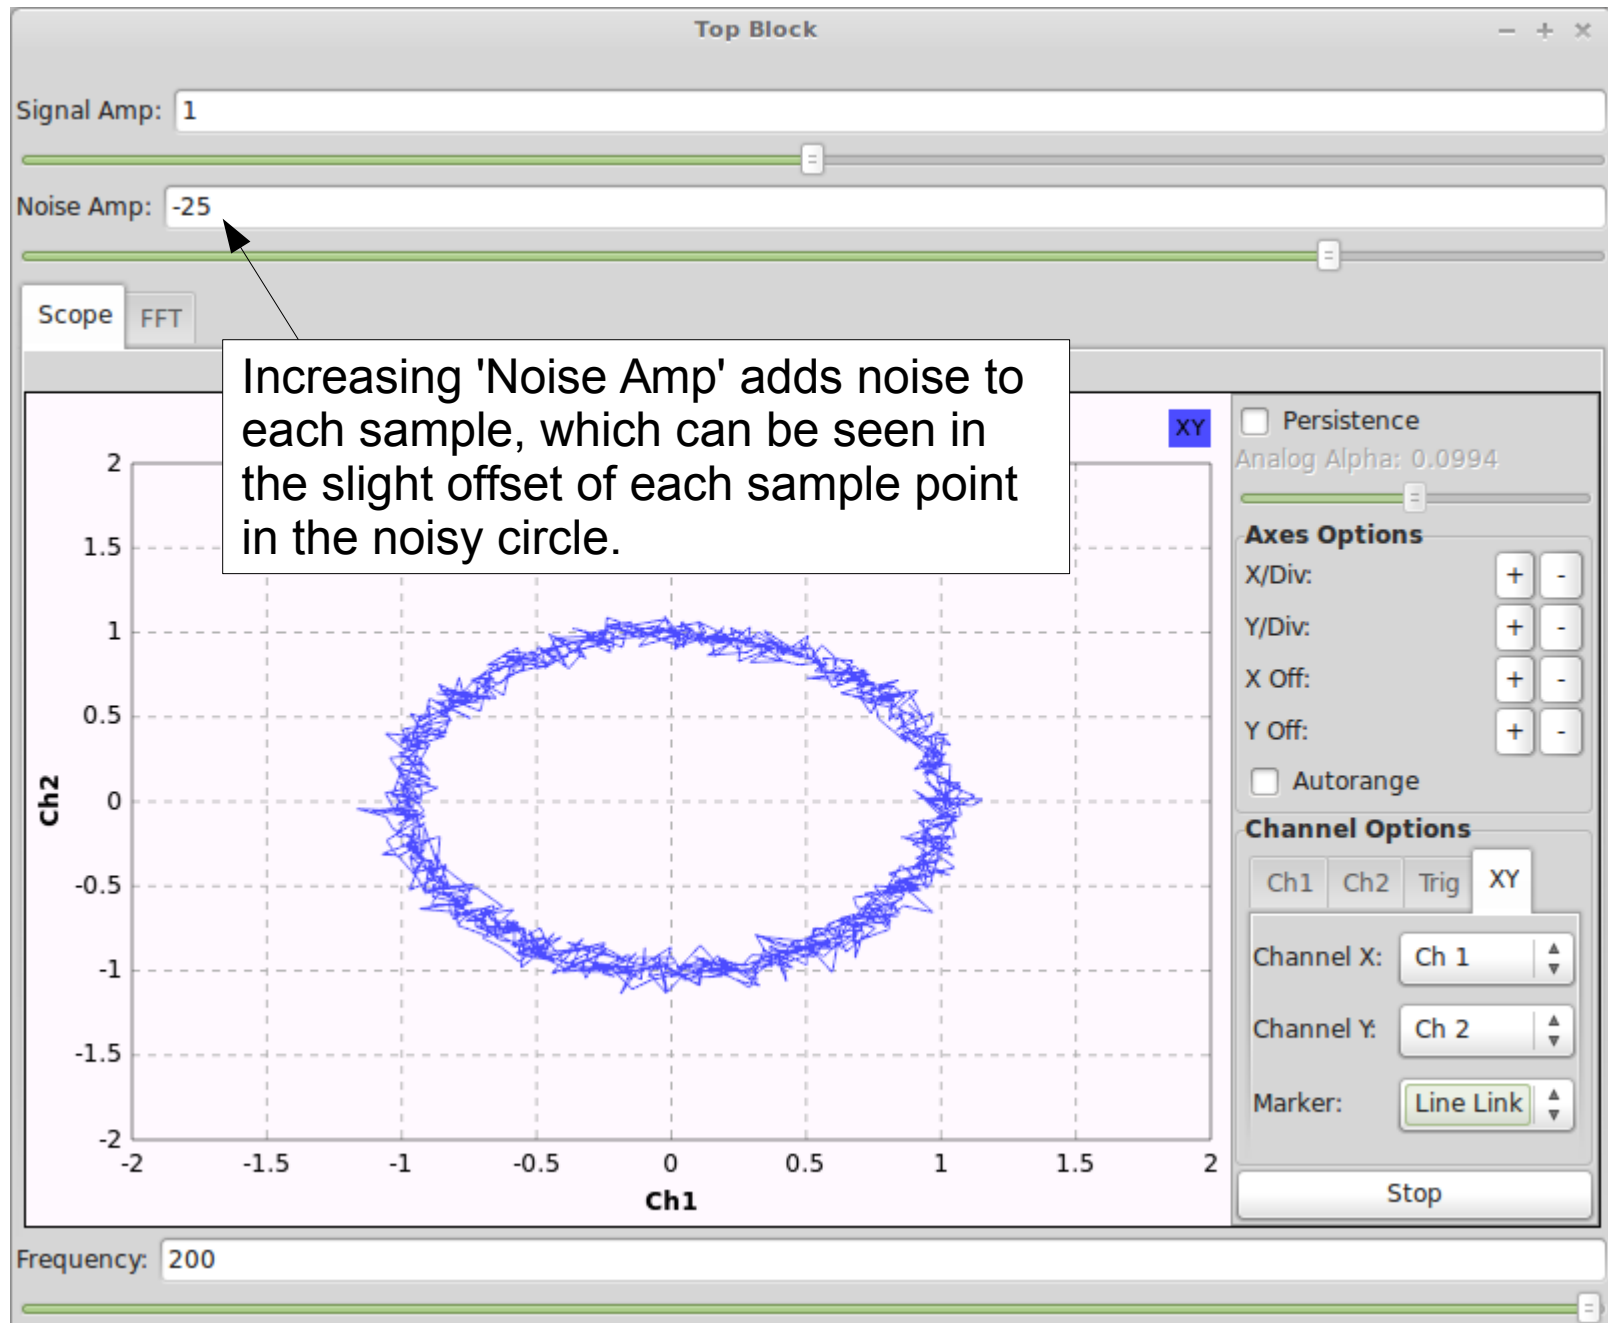 Top Block
Signal Amp: 1
Noise Amp: -25
Scope FFT
Increasing 'Noise Amp' adds noise to
each sample, which can be seen in
the slight offset of each sample point
in the noisy circle.
XY
2
1.5
1
0.5
0
-0.5
-1
-1.5
-2
Ch2
-2 -1.5 -1 -0.5 0 0.5 1 1.5 2
Ch1
Persistence
Analog Alpha: 0.0994
Axes Options
X/Div: + -
Y/Div: + -
X Off: + -
Y Off: + -
Autorange
Channel Options
Ch1 Ch2 Trig XY
Channel X: Ch 1
Channel Y: Ch 2
Marker: Line Link
Stop
Frequency: 200